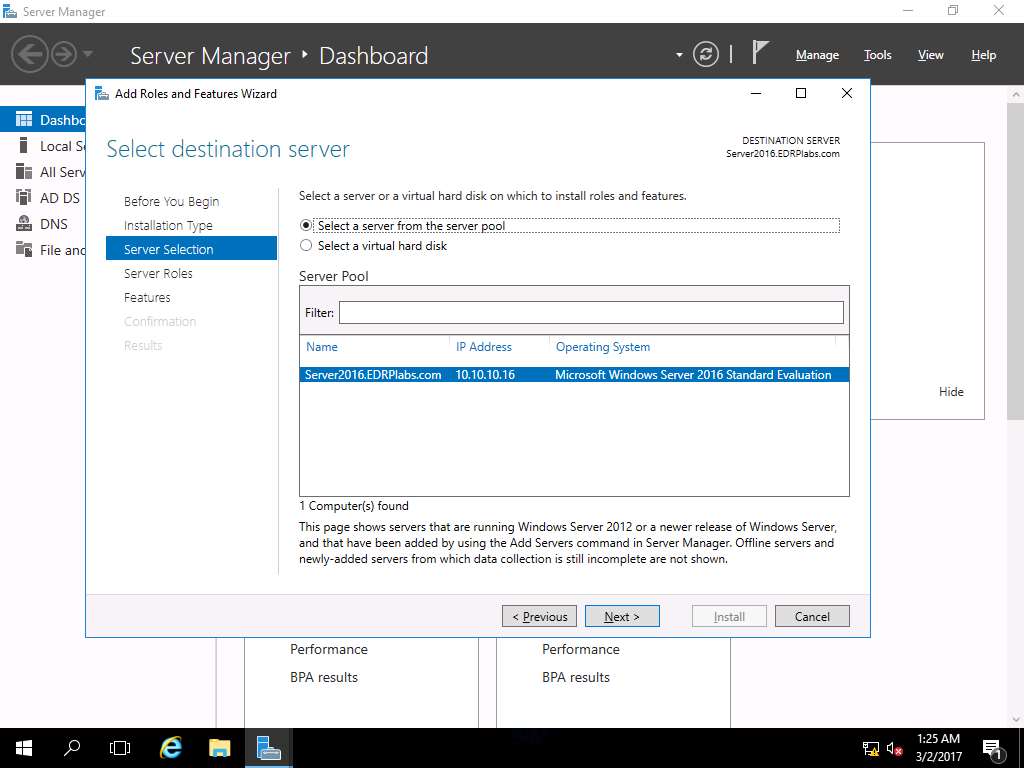 Server Manager
Server Manager ‣ Dashboard
Manage Tools View Help
Add Roles and Features Wizard
Dashbo
Local Se
All Serv
AD DS
DNS
File and
Select destination server
DESTINATION SERVER
Server2016.EDRPlabs.com
Before You Begin
Installation Type
Server Selection
Server Roles
Features
Confirmation
Results
Select a server or a virtual hard disk on which to install roles and features.
Select a server from the server pool
Select a virtual hard disk
Server Pool
Filter:
Name IP Address Operating System
Server2016.EDRPlabs.com 10.10.10.16 Microsoft Windows Server 2016 Standard Evaluation
1 Computer(s) found
This page shows servers that are running Windows Server 2012 or a newer release of Windows Server,
and that have been added by using the Add Servers command in Server Manager. Offline servers and
newly-added servers from which data collection is still incomplete are not shown.
< Previous Next > Install Cancel
Hide
Performance Performance
BPA results BPA results
1:25 AM
3/2/2017
1